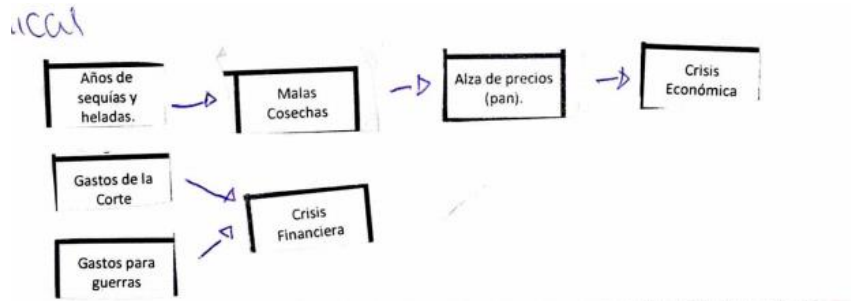 Años de
sequías y
heladas.
Malas
Cosechas
Alza de precios
(pan).
Crisis
Económica
Gastos de la
Corte
Crisis
Financiera
Gastos para
guerras